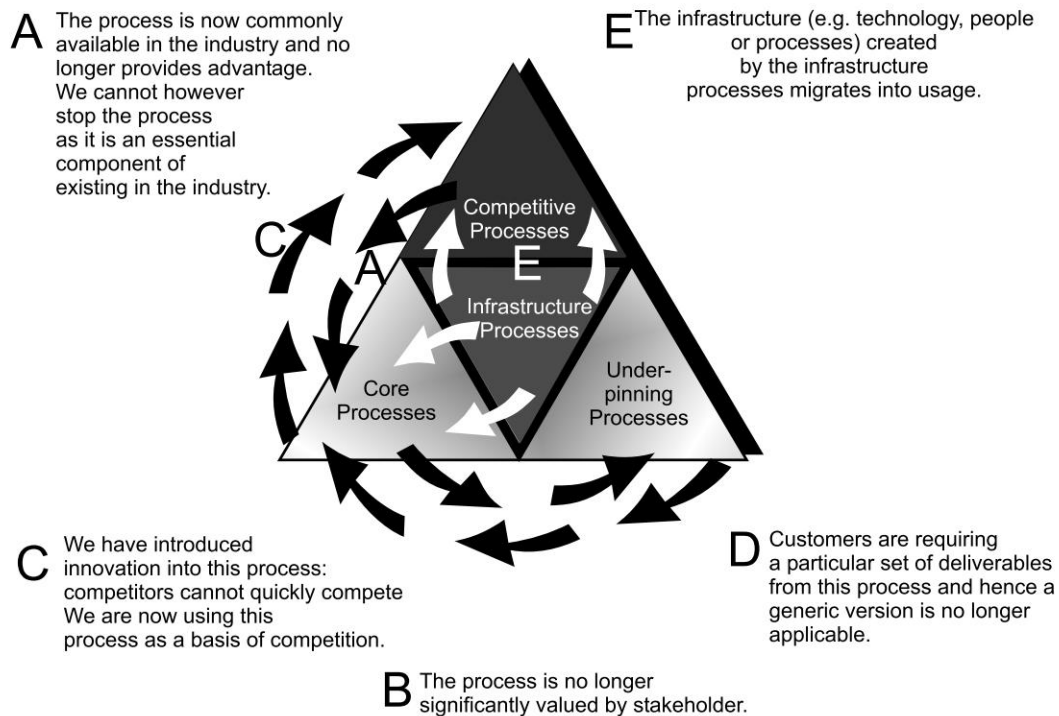 A
The process is now commonly
available in the industry and no
longer provides advantage.
We cannot however
stop the process
as it is an essential
component of
existing in the industry.
E
The infrastructure (e.g. technology, people
or processes) created
by the infrastructure
processes migrates into usage.
Competitive
Processes
C
A
E
Infrastructure
Processes
Core
Processes
Under-
pinning
Processes
C
We have introduced
innovation into this process:
competitors cannot quickly compete
We are now using this
process as a basis of competition.
D
Customers are requiring
a particular set of deliverables
from this process and hence a
generic version is no longer
applicable.
B
The process is no longer
significantly valued by stakeholder.